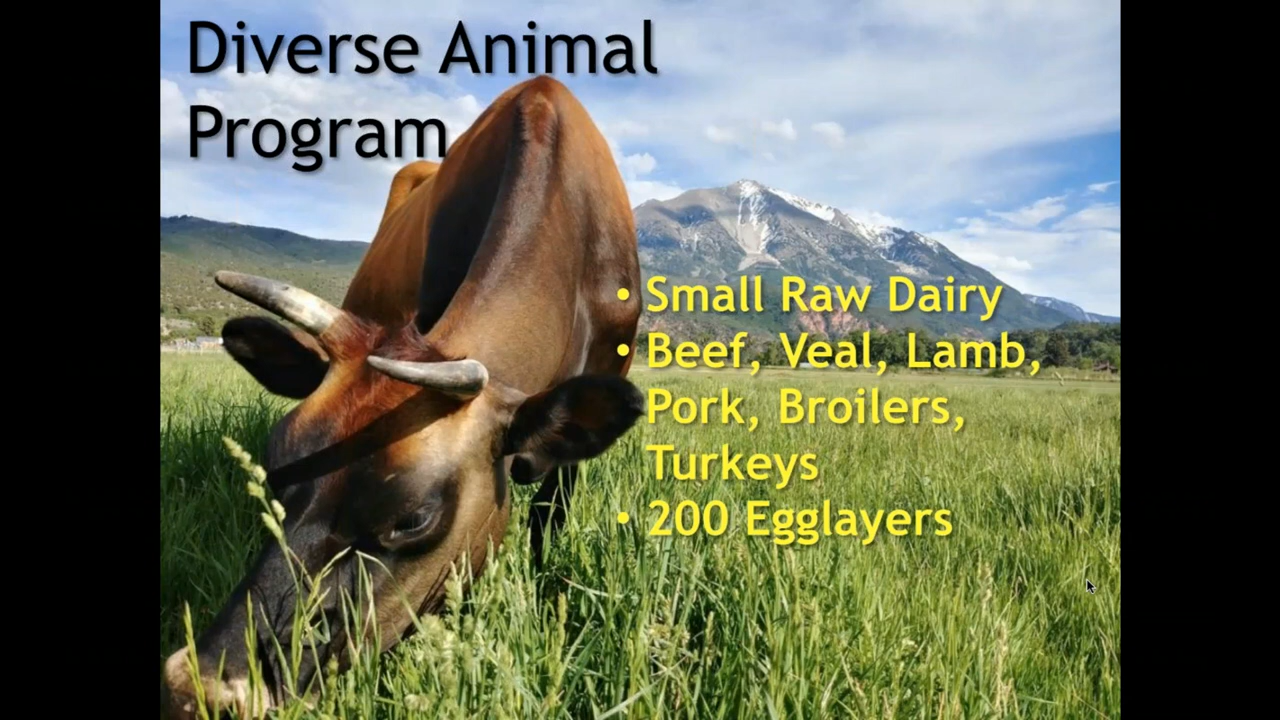 Diverse Animal
Program
• Small Raw Dairy
• Beef, Veal, Lamb,
Pork, Broilers,
Turkeys
• 200 Egglayers